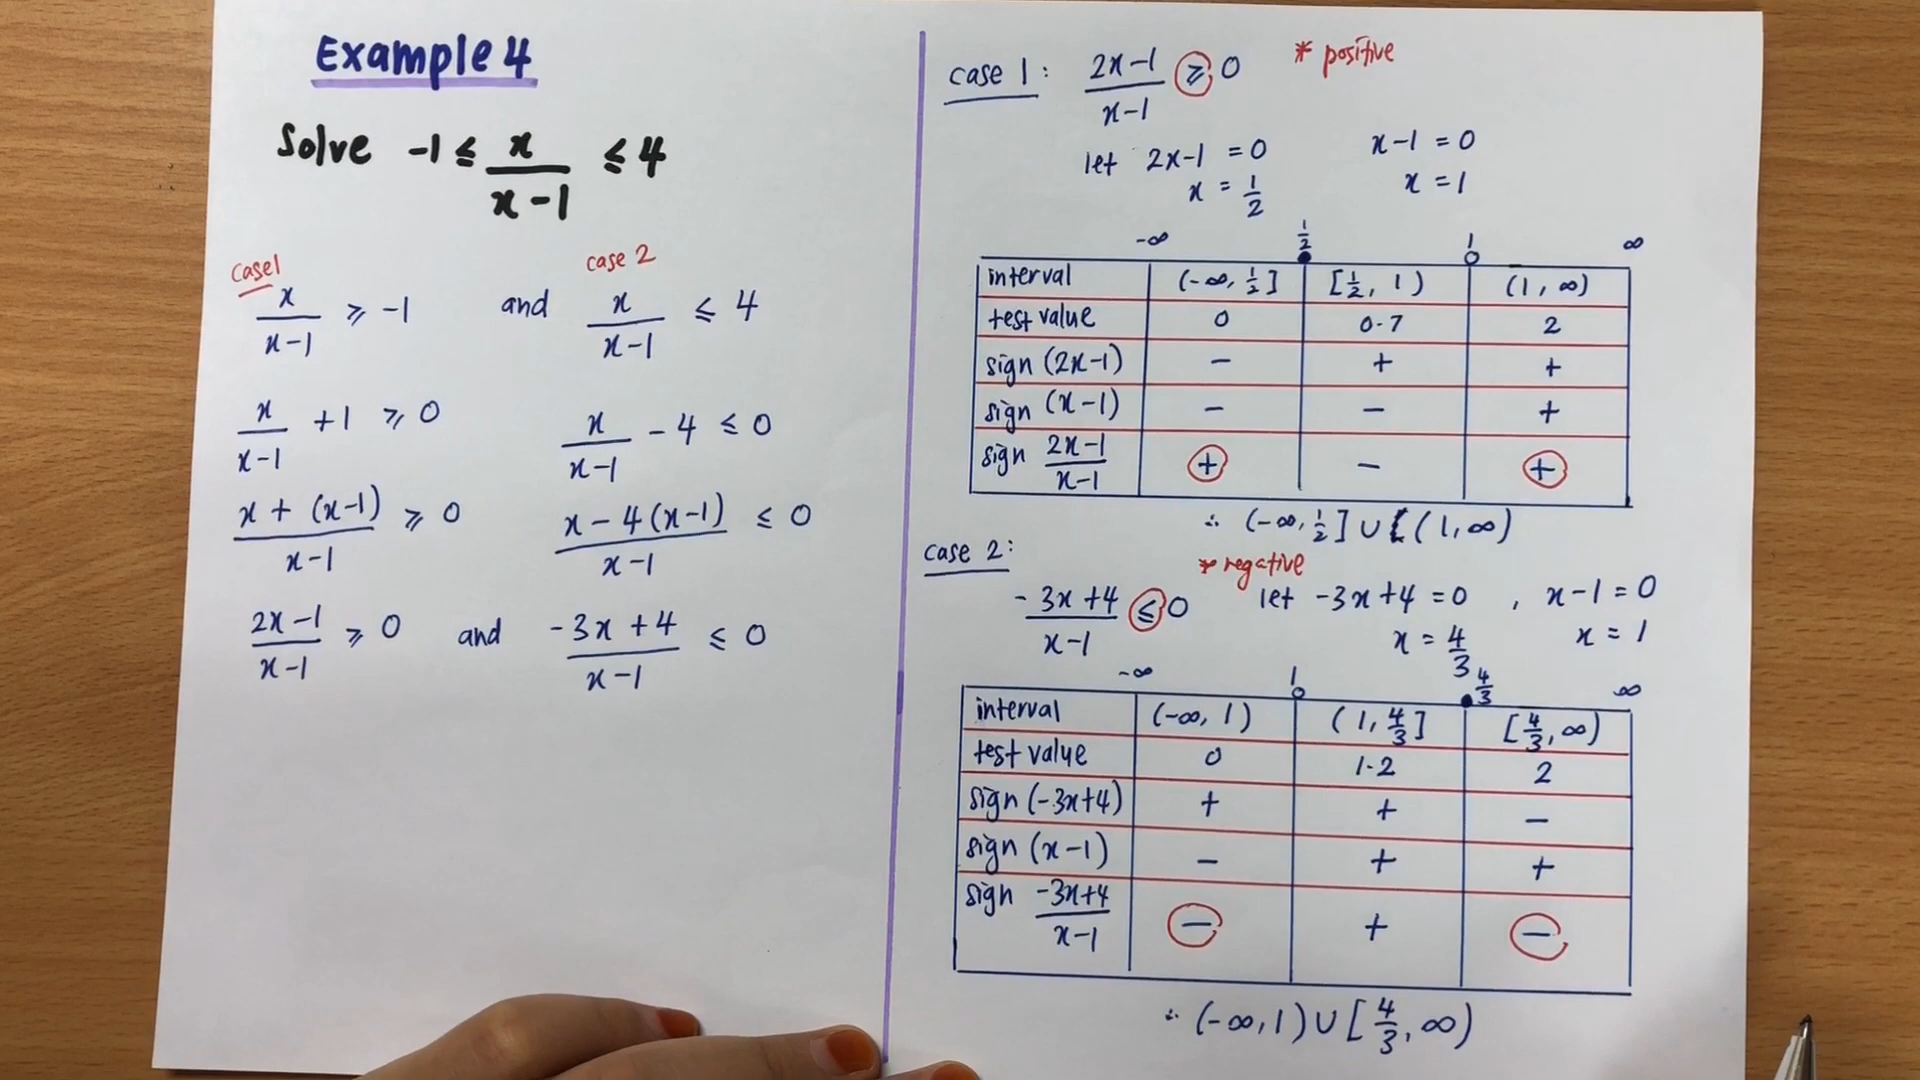 Example 4
Solve -1 ≤ x/(x-1) ≤ 4
case1 case 2
x/(x-1) ⩾ -1 and x/(x-1) ≤ 4
x/(x-1) +1 ⩾ 0 x/(x-1) - 4 ≤ 0
(x + (x-1))/(x-1) ⩾ 0 (x - 4(x-1))/(x-1) ≤ 0
(2x-1)/(x-1) ⩾ 0 and (-3x+4)/(x-1) ≤ 0
case 1: (2x-1)/(x-1) ⩾ 0 * positive
let 2x-1 = 0 x-1 = 0
x = 1/2 x = 1
-∞ 1/2 1 ∞
interval (-∞, 1/2] [1/2, 1) (1, ∞)
test value 0 0.7 2
sign (2x-1) - + +
sign (x-1) - - +
sign (2x-1)/(x-1) + - +
∴ (-∞, 1/2] ∪ (1, ∞)
case 2: * negative
(-3x+4)/(x-1) ≤ 0 let -3x+4 = 0 , x-1 = 0
x = 4/3 x = 1
-∞ 1 4/3 ∞
interval (-∞, 1) (1, 4/3] [4/3, ∞)
test value 0 1.2 2
sign (-3x+4) + + -
sign (x-1) - + +
sign (-3x+4)/(x-1) - + -
∴ (-∞, 1) ∪ [4/3, ∞)